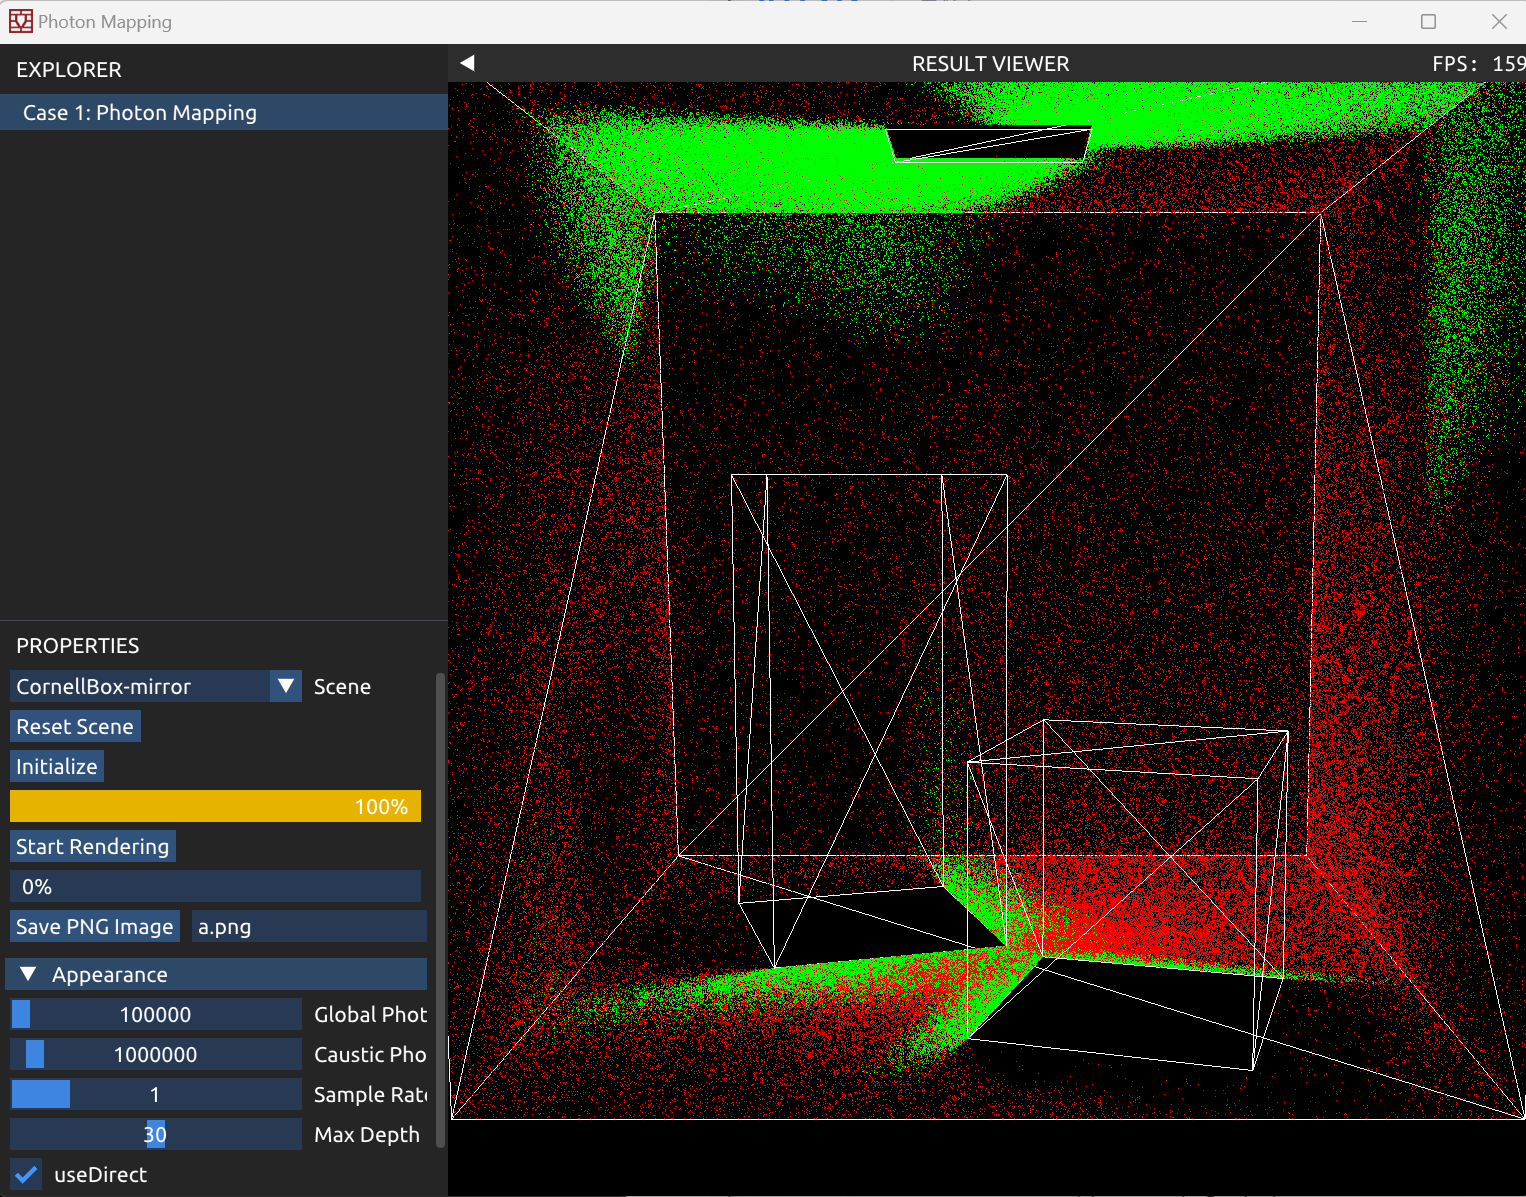 Photon Mapping
EXPLORER
RESULT VIEWER
FPS: 159
Case 1: Photon Mapping
PROPERTIES
CornellBox-mirror
Scene
Reset Scene
Initialize
100%
Start Rendering
0%
Save PNG Image
a.png
Appearance
100000
Global Phot
1000000
Caustic Pho
1
Sample Rate
30
Max Depth
useDirect